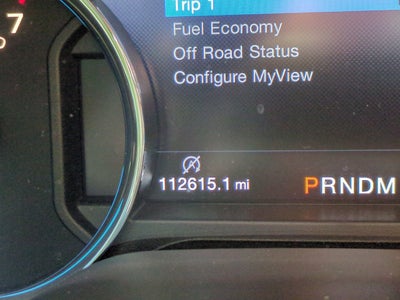 Trip 1
7
Fuel Economy
Off Road Status
Configure MyView
A
112615.1 mi
PRNDM